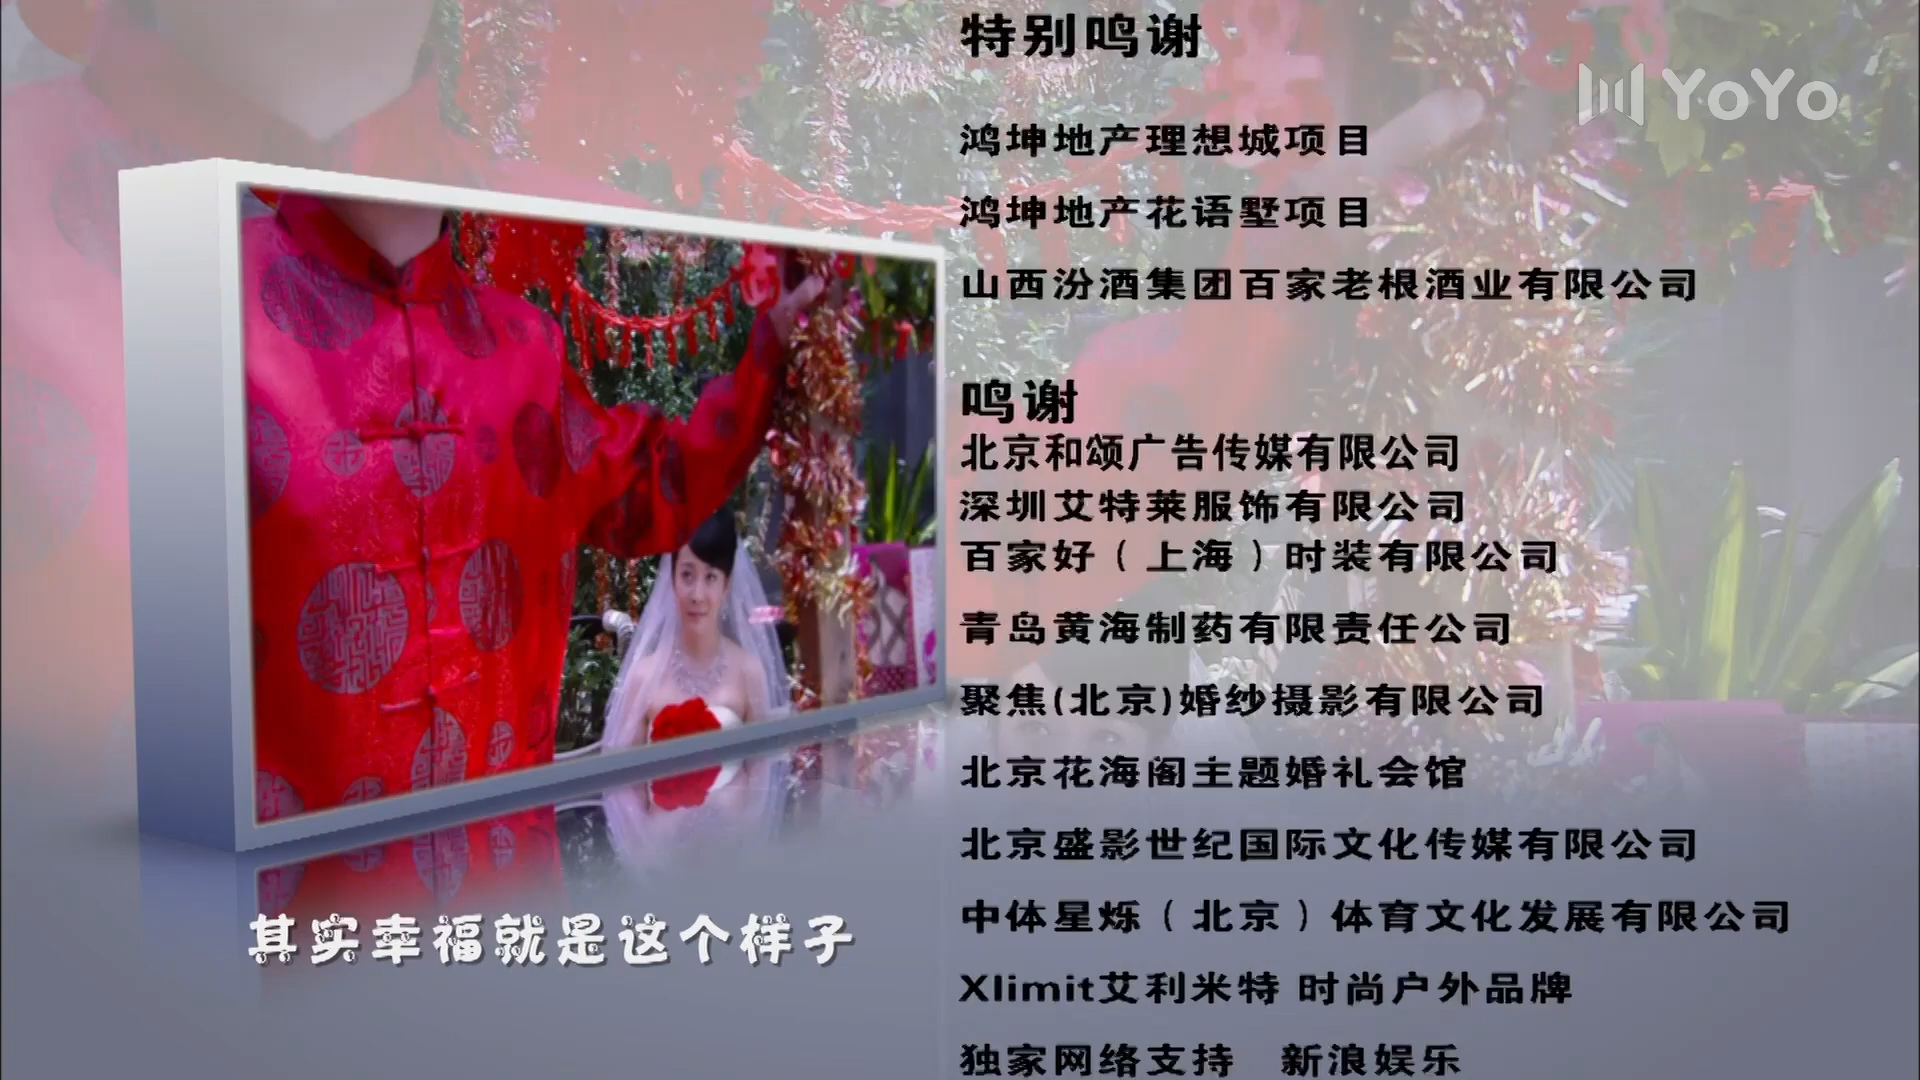 特别鸣谢
YoYo
鸿坤地产理想城项目
鸿坤地产花语墅项目
山西汾酒集团百家老根酒业有限公司
鸣谢
北京和颂广告传媒有限公司
深圳艾特莱服饰有限公司
百家好（上海）时装有限公司
青岛黄海制药有限责任公司
聚焦(北京)婚纱摄影有限公司
北京花海阁主题婚礼会馆
北京盛影世纪国际文化传媒有限公司
中体星烁（北京）体育文化发展有限公司
Xlimit艾利米特 时尚户外品牌
独家网络支持 新浪娱乐
其实幸福就是这个样子